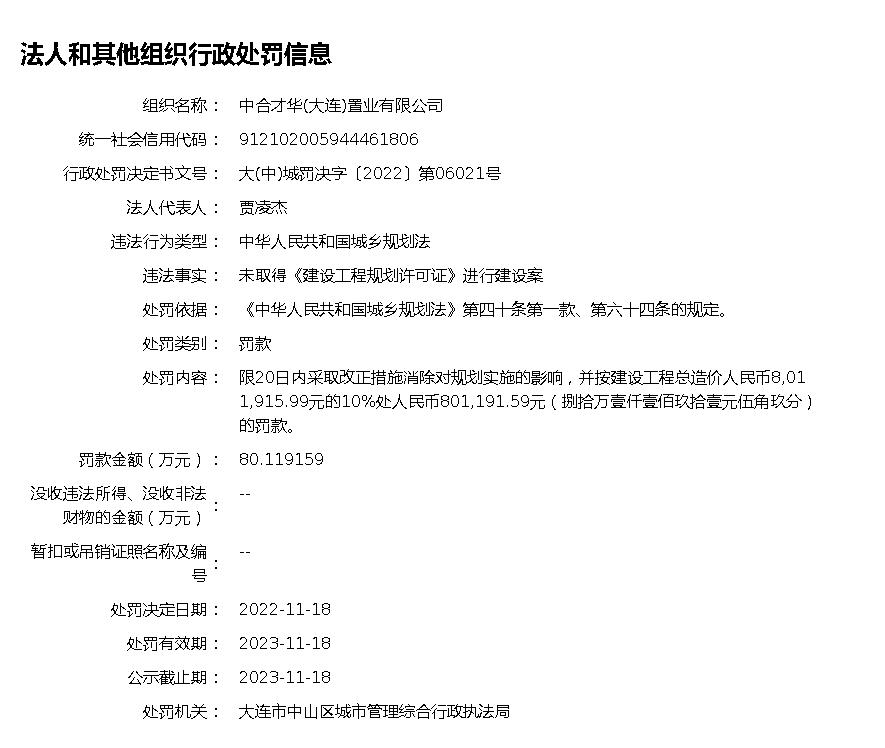 法人和其他组织行政处罚信息
组织名称： 中合才华(大连)置业有限公司
统一社会信用代码： 912102005944461806
行政处罚决定书文号： 大(中)城罚决字〔2022〕第06021号
法人代表人： 贾凌杰
违法行为类型： 中华人民共和国城乡规划法
违法事实： 未取得《建设工程规划许可证》进行建设案
处罚依据： 《中华人民共和国城乡规划法》第四十条第一款、第六十四条的规定。
处罚类别： 罚款
处罚内容： 限20日内采取改正措施消除对规划实施的影响，并按建设工程总造价人民币8,01
1,915.99元的10%处人民币801,191.59元（捌拾万壹仟壹佰玖拾壹元伍角玖分）
的罚款。
罚款金额（万元）： 80.119159
没收违法所得、没收非法
财物的金额（万元）： --
暂扣或吊销证照名称及编
号： --
处罚决定日期： 2022-11-18
处罚有效期： 2023-11-18
公示截止期： 2023-11-18
处罚机关： 大连市中山区城市管理综合行政执法局